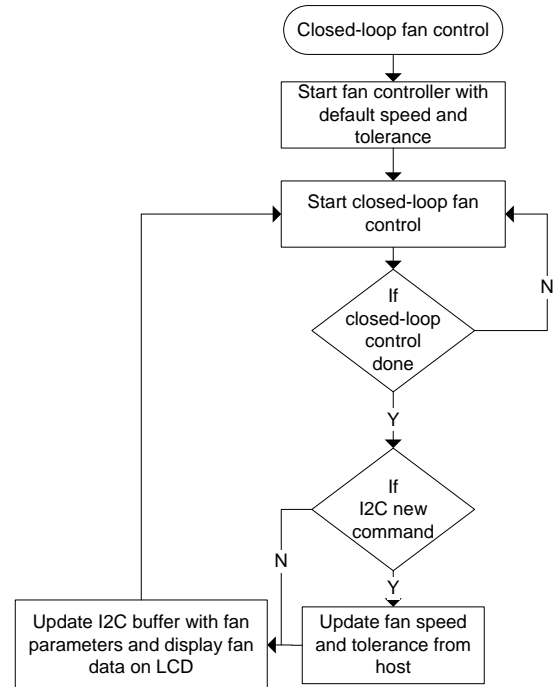 Closed-loop fan control
Start fan controller with
default speed and
tolerance
Start closed-loop fan
control
If
closed-loop
control
done
N
Y
If
I2C new
command
N
Y
Update fan speed
and tolerance from
host
Update I2C buffer with fan
parameters and display fan
data on LCD